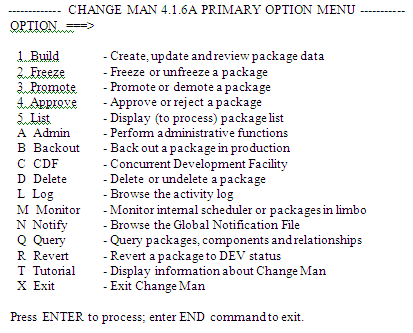 ------------- CHANGE MAN 4.1.6A PRIMARY OPTION MENU -----------
OPTION ===>
1 Build - Create, update and review package data
2 Freeze - Freeze or unfreeze a package
3 Promote - Promote or demote a package
4 Approve - Approve or reject a package
5 List - Display (to process) package list
A Admin - Perform administrative functions
B Backout - Back out a package in production
C CDF - Concurrent Development Facility
D Delete - Delete or undelete a package
L Log - Browse the activity log
M Monitor - Monitor internal scheduler or packages in limbo
N Notify - Browse the Global Notification File
Q Query - Query packages, components and relationships
R Revert - Revert a package to DEV status
T Tutorial - Display information about Change Man
X Exit - Exit Change Man
Press ENTER to process; enter END command to exit.